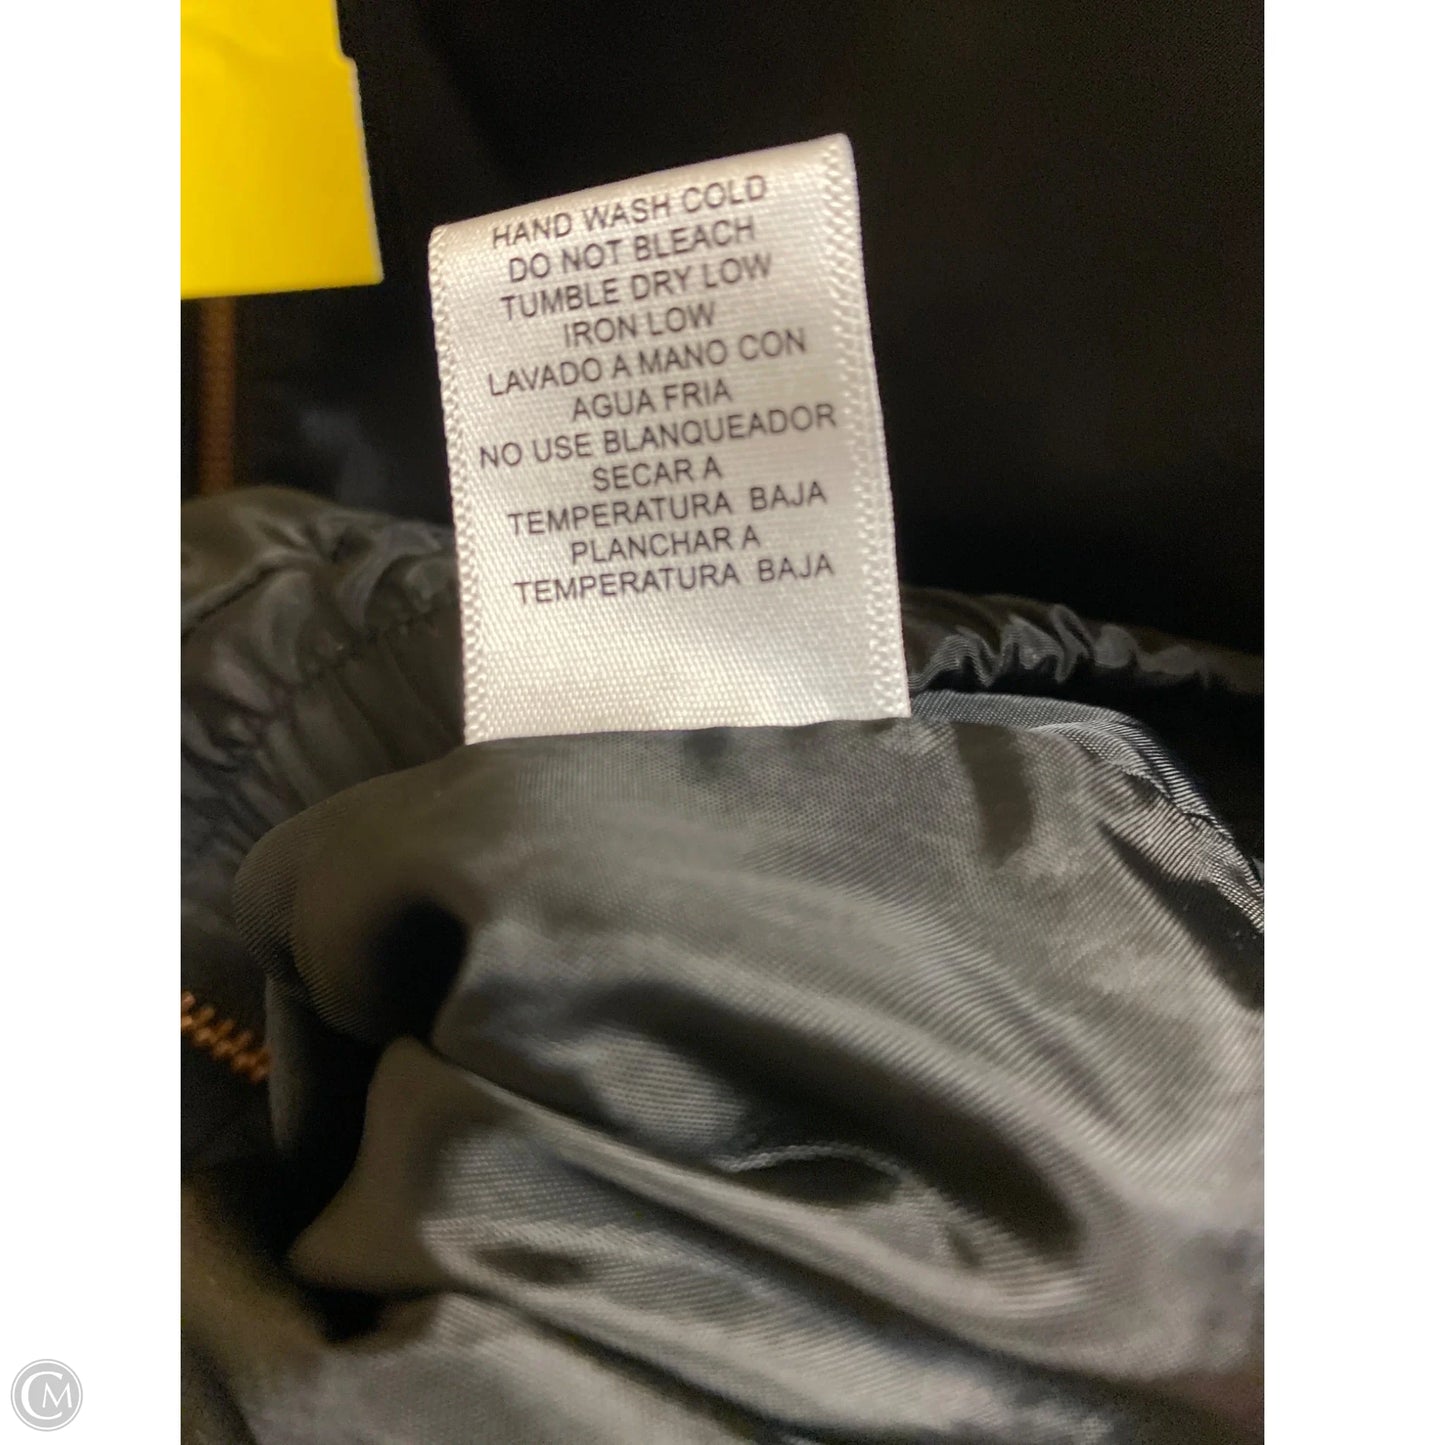 HAND WASH COLD
DO NOT BLEACH
TUMBLE DRY LOW
IRON LOW
LAVADO A MANO CON
AGUA FRIA
NO USE BLANQUEADOR
SECAR A
TEMPERATURA BAJA
PLANCHAR A
TEMPERATURA BAJA
CM